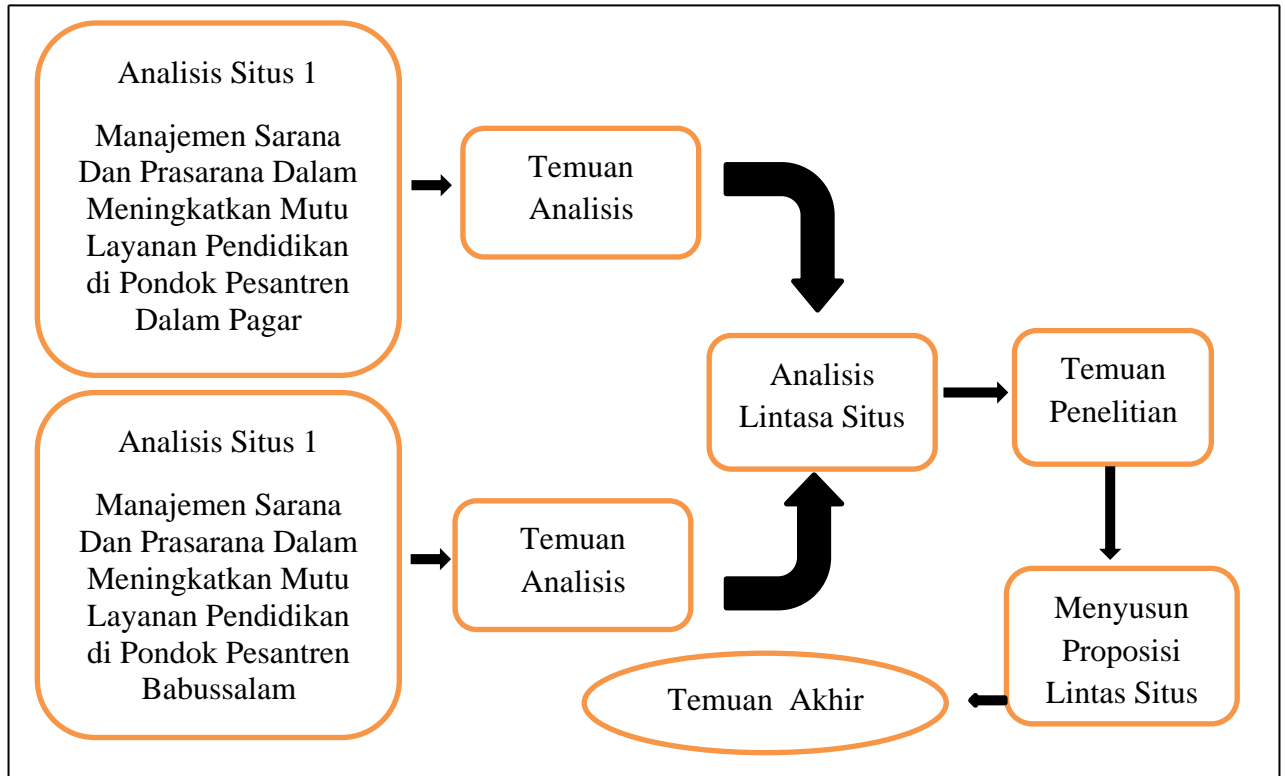 Analisis Situs 1
Manajemen Sarana
Dan Prasarana Dalam
Meningkatkan Mutu
Layanan Pendidikan
di Pondok Pesantren
Dalam Pagar
Temuan
Analisis
Analisis
Lintasa Situs
Temuan
Penelitian
Analisis Situs 1
Manajemen Sarana
Dan Prasarana Dalam
Meningkatkan Mutu
Layanan Pendidikan
di Pondok Pesantren
Babussalam
Temuan
Analisis
Menyusun
Proposisi
Lintas Situs
Temuan Akhir